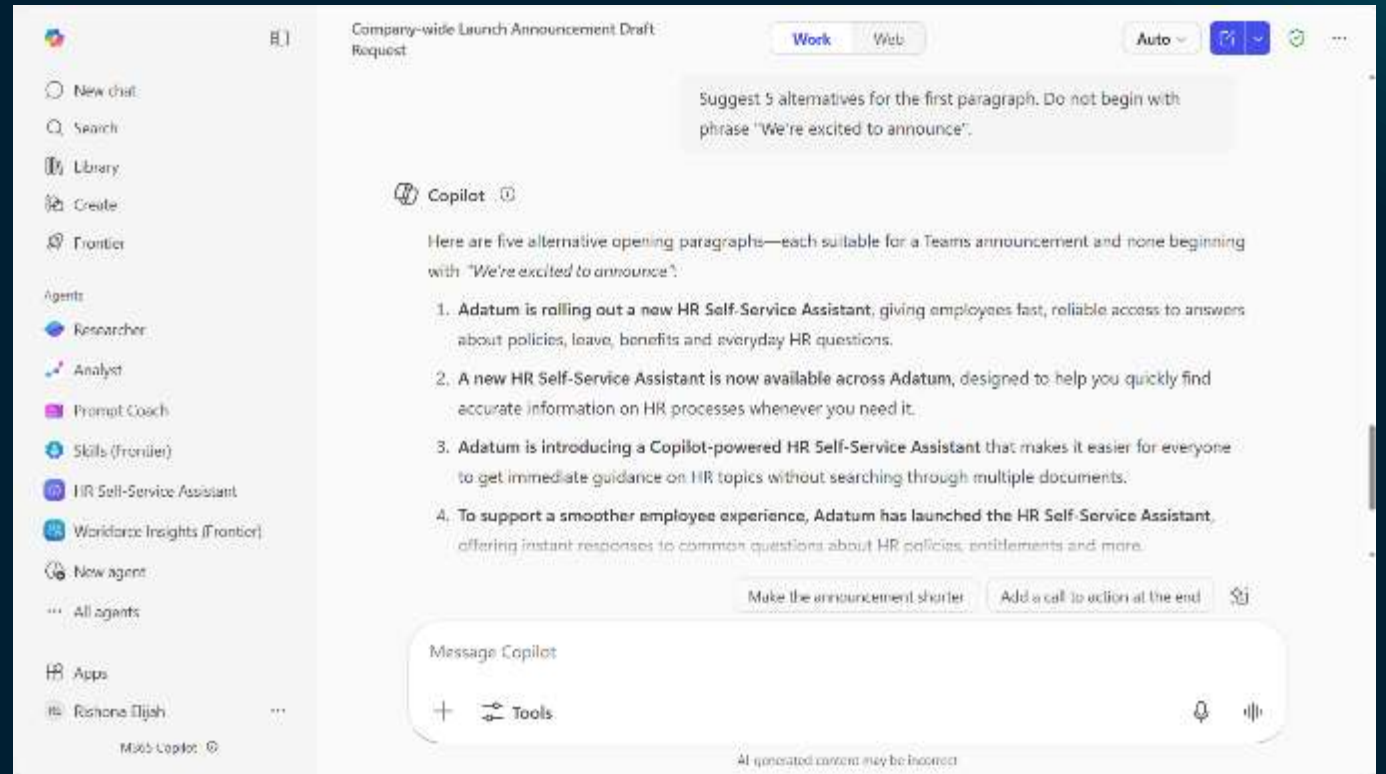 Company-wide Launch Announcement Draft
Request
Work
Web
Auto
New chat
Search
Library
Create
Frontier
Agents
Researcher
Analyst
Prompt Coach
Skills (Frontier)
HR Self-Service Assistant
Workforce Insights (Frontier)
New agent
All agents
Apps
Rishona Elijah
M365 Copilot
Suggest 5 alternatives for the first paragraph. Do not begin with
phrase "We're excited to announce".
Copilot
Here are five alternative opening paragraphs—each suitable for a Teams announcement and none beginning
with "We're excited to announce":
1. Adatum is rolling out a new HR Self-Service Assistant, giving employees fast, reliable access to answers
about policies, leave, benefits and everyday HR questions.
2. A new HR Self-Service Assistant is now available across Adatum, designed to help you quickly find
accurate information on HR processes whenever you need it.
3. Adatum is introducing a Copilot-powered HR Self-Service Assistant that makes it easier for everyone
to get immediate guidance on HR topics without searching through multiple documents.
4. To support a smoother employee experience, Adatum has launched the HR Self-Service Assistant,
offering instant responses to common questions about HR policies, entitlements and more.
Make the announcement shorter
Add a call to action at the end
Message Copilot
Tools
AI-generated content may be incorrect